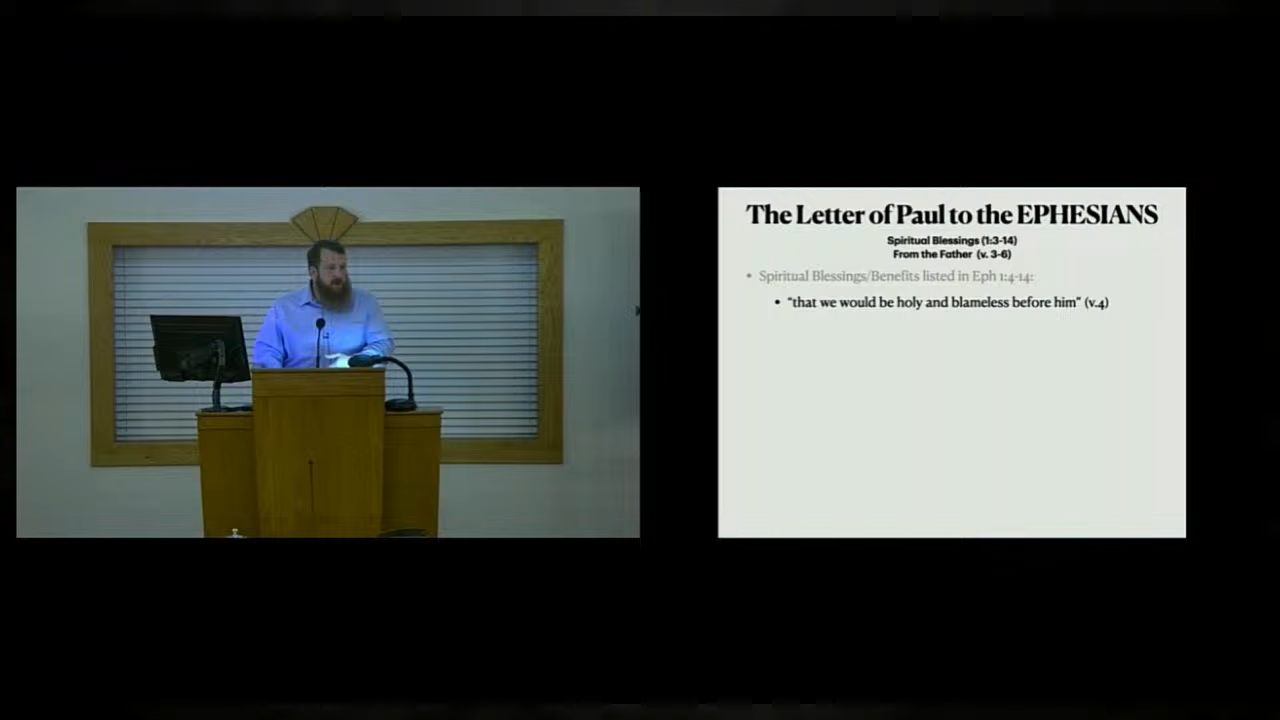 The Letter of Paul to the EPHESIANS
Spiritual Blessings (1:3-14)
From the Father (v. 3-6)
• Spiritual Blessings/Benefits listed in Eph 1:4-14:
• “that we would be holy and blameless before him” (v.4)